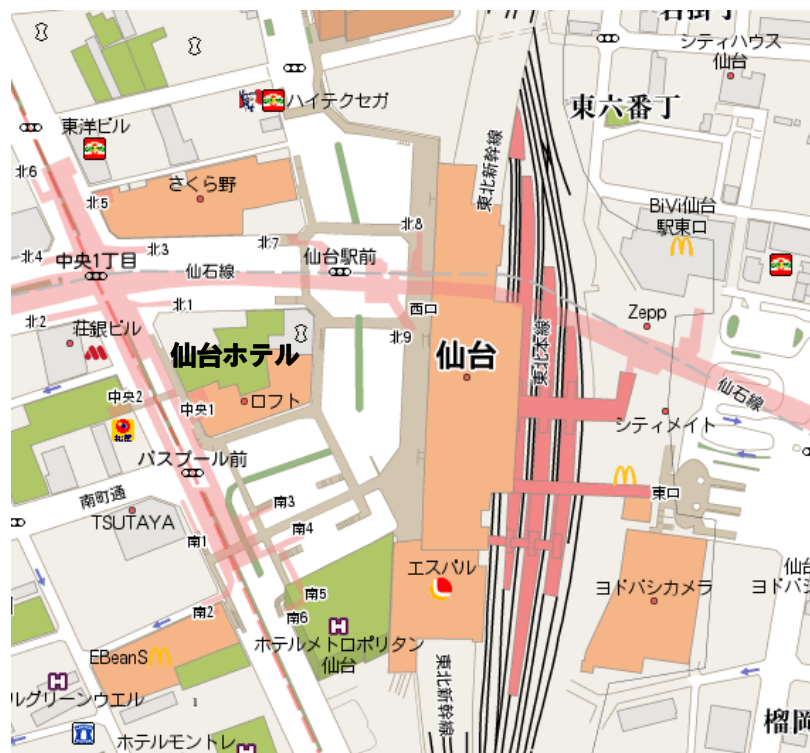 シティハウス
仙台
ハイテクセガ
東六番丁
東洋ビル
北6
さくら野
北5
東北新幹線
BiVi仙台
駅東口
北8
北7
北3
北4
中央1丁目
仙石線
仙台駅前
北1
西口
Zepp
北2
荘銀ビル
北9
仙台ホテル
仙台
東北本線
仙石線
中央2
中央1
ロフト
シティメイト
バスプール前
南町通
南3
東口
TSUTAYA
南4
南1
エスパル
仙台
ヨドバシカメラ
ヨドバシ
南5
南2
南6
ホテルメトロポリタン
仙台
EBeanS
東北新幹線
ルグリーンウエル
1
榴岡
ホテルモントレ